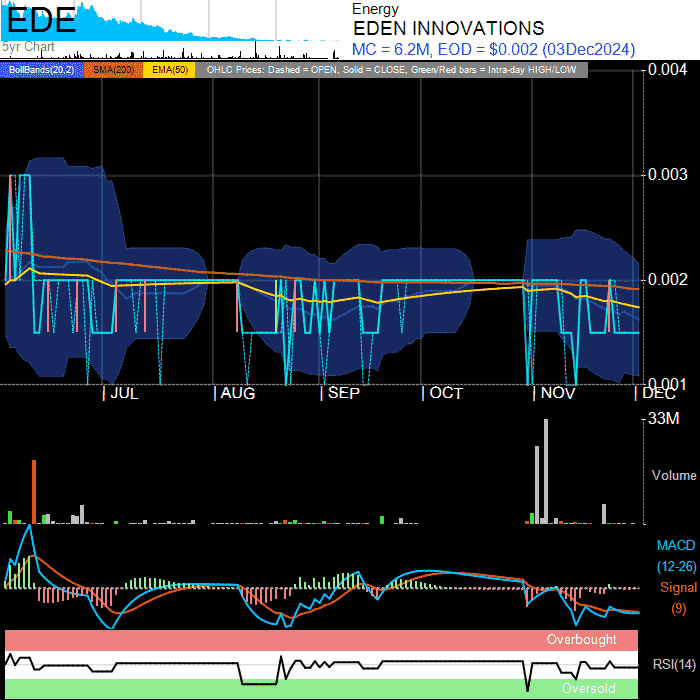 EDE
5yr Chart
Energy
EDEN INNOVATIONS
MC = 6.2M, EOD = $0.002 (03Dec2024)
BollBands(20,2) SMA(200) EMA(50) OHLC Prices: Dashed = OPEN, Solid = CLOSE, Green/Red bars = Intra-day HIGH/LOW
0.004
0.003
0.002
0.001
JUL AUG SEP OCT NOV DEC
33M
Volume
MACD
(12-26)
Signal
(9)
Overbought
RSI(14)
Oversold